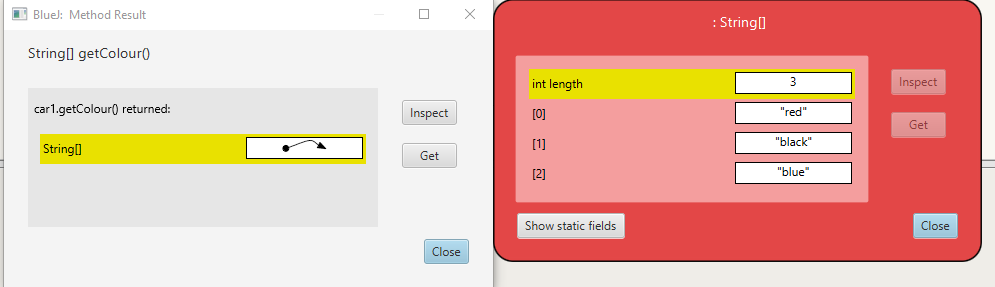 BlueJ: Method Result
String[] getColour()
car1.getColour() returned:
String[]
Inspect
Get
Close
: String[]
int length 3
[0] "red"
[1] "black"
[2] "blue"
Inspect
Get
Show static fields
Close